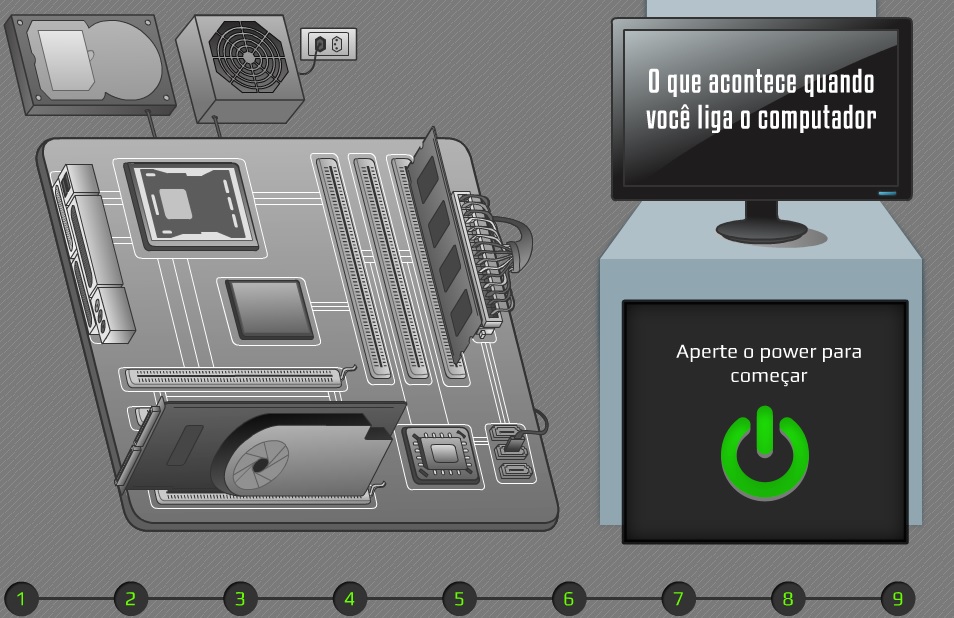 O que acontece quando
você liga o computador
Aperte o power para
começar
1 2 3 4 5 6 7 8 9